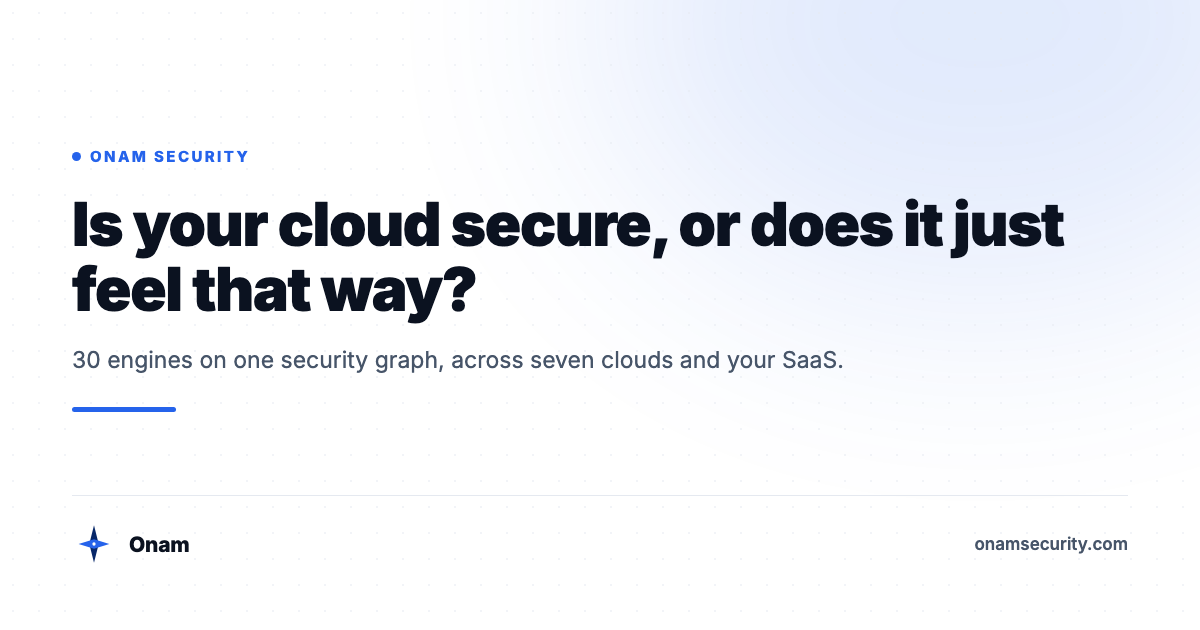 ONAM SECURITY
Is your cloud secure, or does it just
feel that way?
30 engines on one security graph, across seven clouds and your SaaS.
Onam
onamsecurity.com